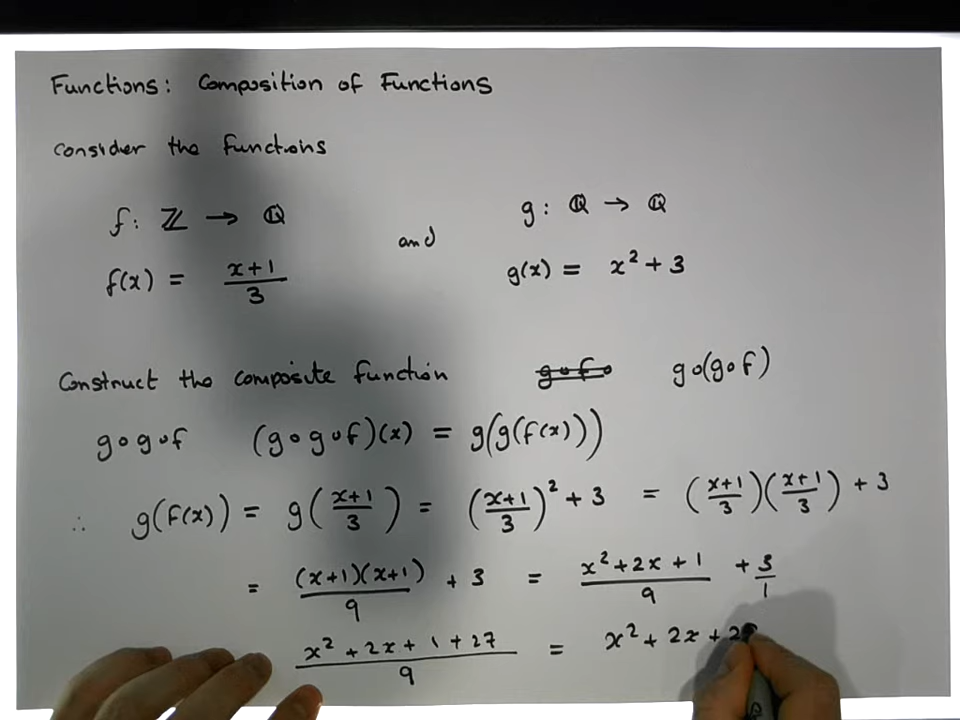 Functions: Composition of Functions
Consider the functions
f: ℤ → ℚ and g: ℚ → ℚ
f(x) = (x+1)/3 g(x) = x² + 3
Construct the composite function g∘f∘ g∘(g∘f)
g∘g∘f (g∘g∘f)(x) = g(g(f(x)))
∴ g(f(x)) = g((x+1)/3) = ((x+1)/3)² + 3 = ((x+1)/3)((x+1)/3) + 3
= (x+1)(x+1)/9 + 3 = (x² + 2x + 1)/9 + 3/1
(x² + 2x + 1 + 27)/9 = x² + 2x + 2